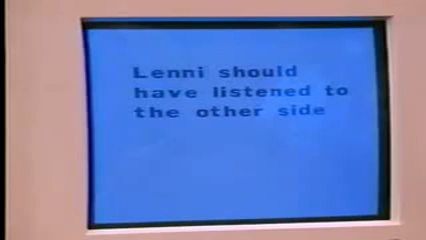 Lenni should
have listened to
the other side